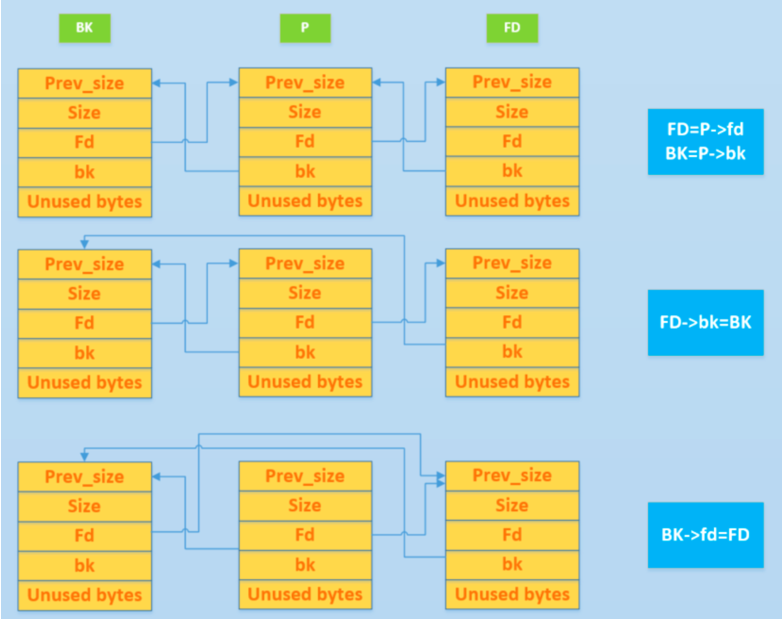 BK
P
FD
Prev_size
Size
Fd
bk
Unused bytes
Prev_size
Size
Fd
bk
Unused bytes
Prev_size
Size
Fd
bk
Unused bytes
FD=P->fd
BK=P->bk
Prev_size
Size
Fd
bk
Unused bytes
Prev_size
Size
Fd
bk
Unused bytes
Prev_size
Size
Fd
bk
Unused bytes
FD->bk=BK
Prev_size
Size
Fd
bk
Unused bytes
Prev_size
Size
Fd
bk
Unused bytes
Prev_size
Size
Fd
bk
Unused bytes
BK->fd=FD